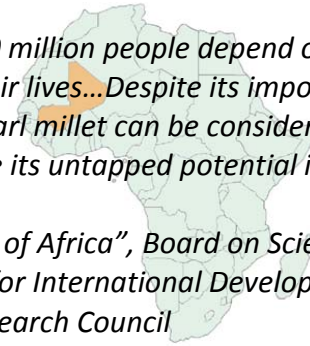 million people depend
ir lives...Despite its impo
arl millet can be consider
its untapped potential i
of Africa”, Board on Scie
for International Develop
earch Council